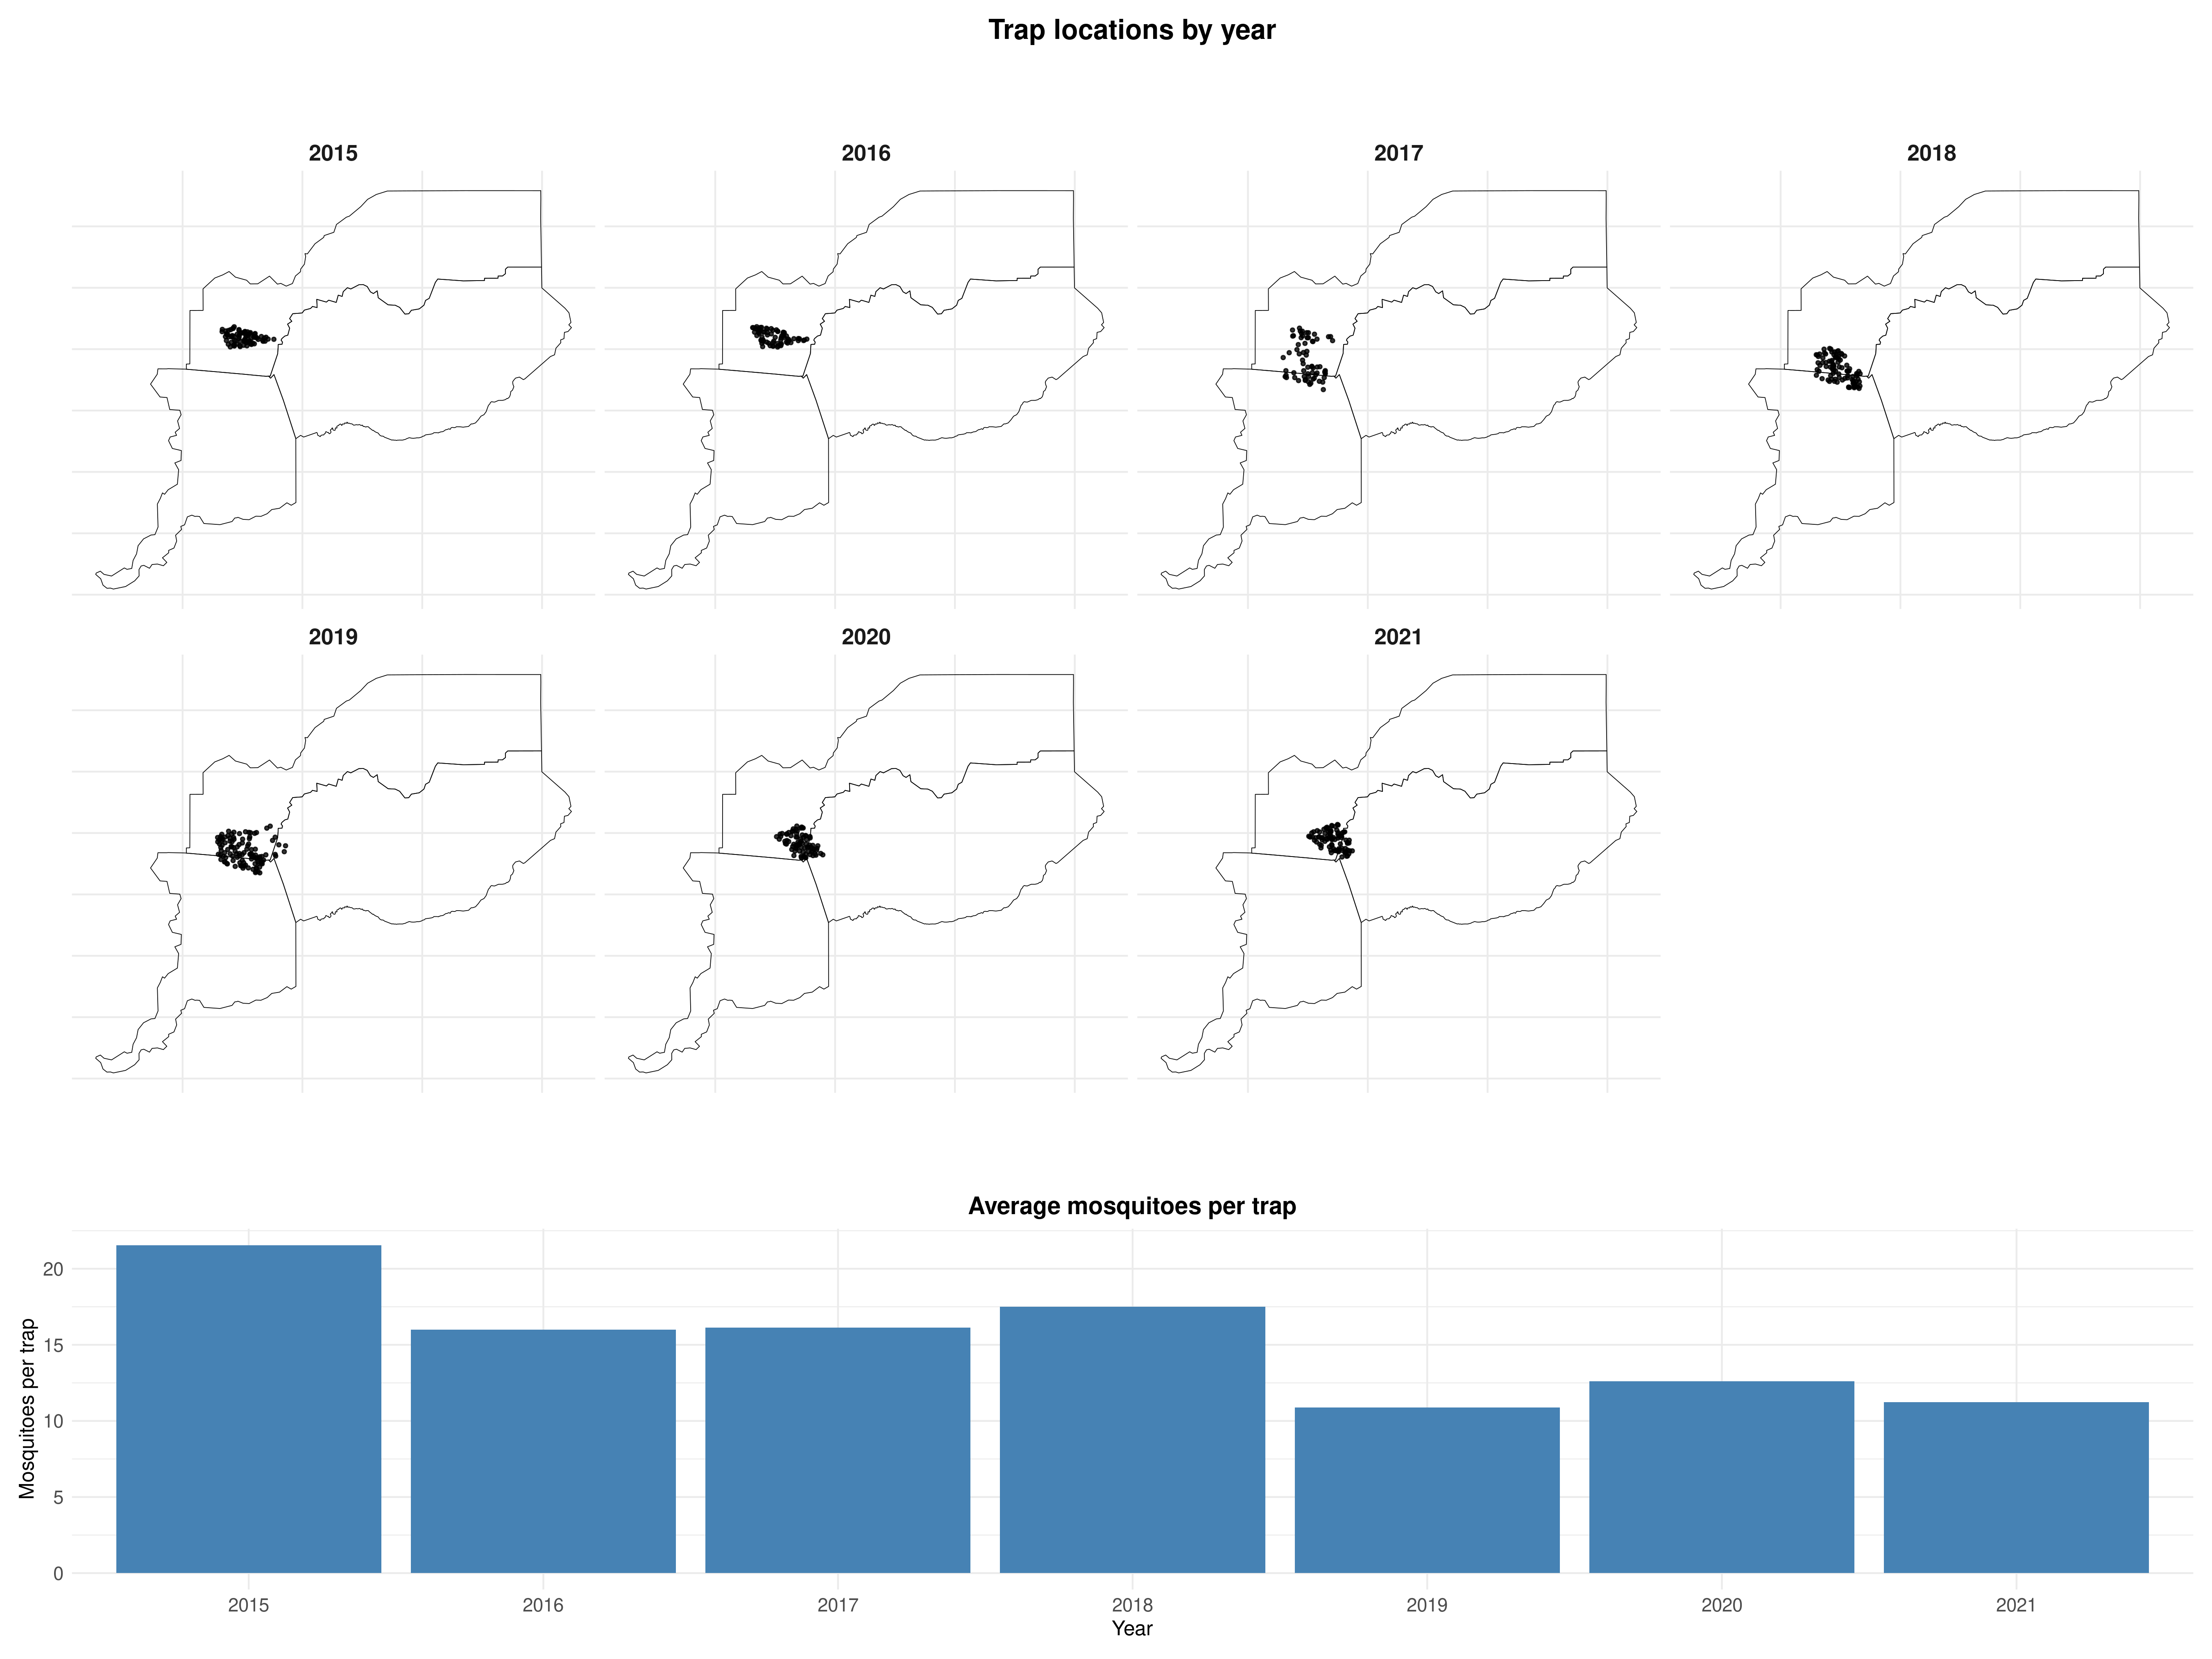 Trap locations by year
2015 2016 2017 2018
2019 2020 2021
Average mosquitoes per trap
20
15
10
5
0
Mosquitoes per trap
2015 2016 2017 2018 2019 2020 2021
Year